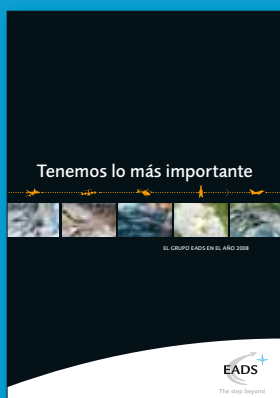 Tenemos lo más importante
EL GRUPO EADS EN EL AÑO 2008
EADS
The step beyond